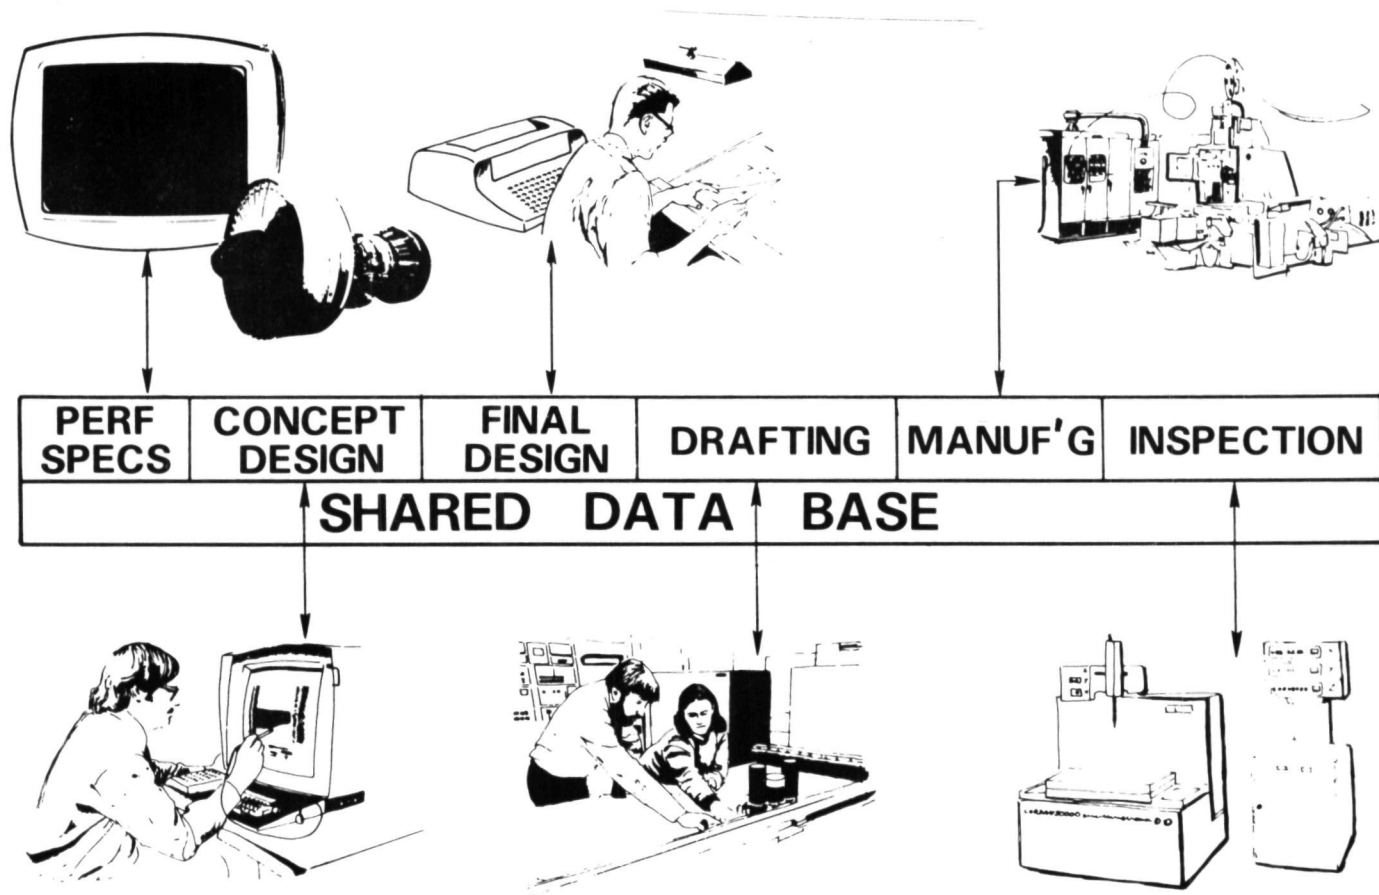 PERF
SPECS
CONCEPT
DESIGN
FINAL
DESIGN
DRAFTING
MANUF'G
INSPECTION
SHARED DATA BASE